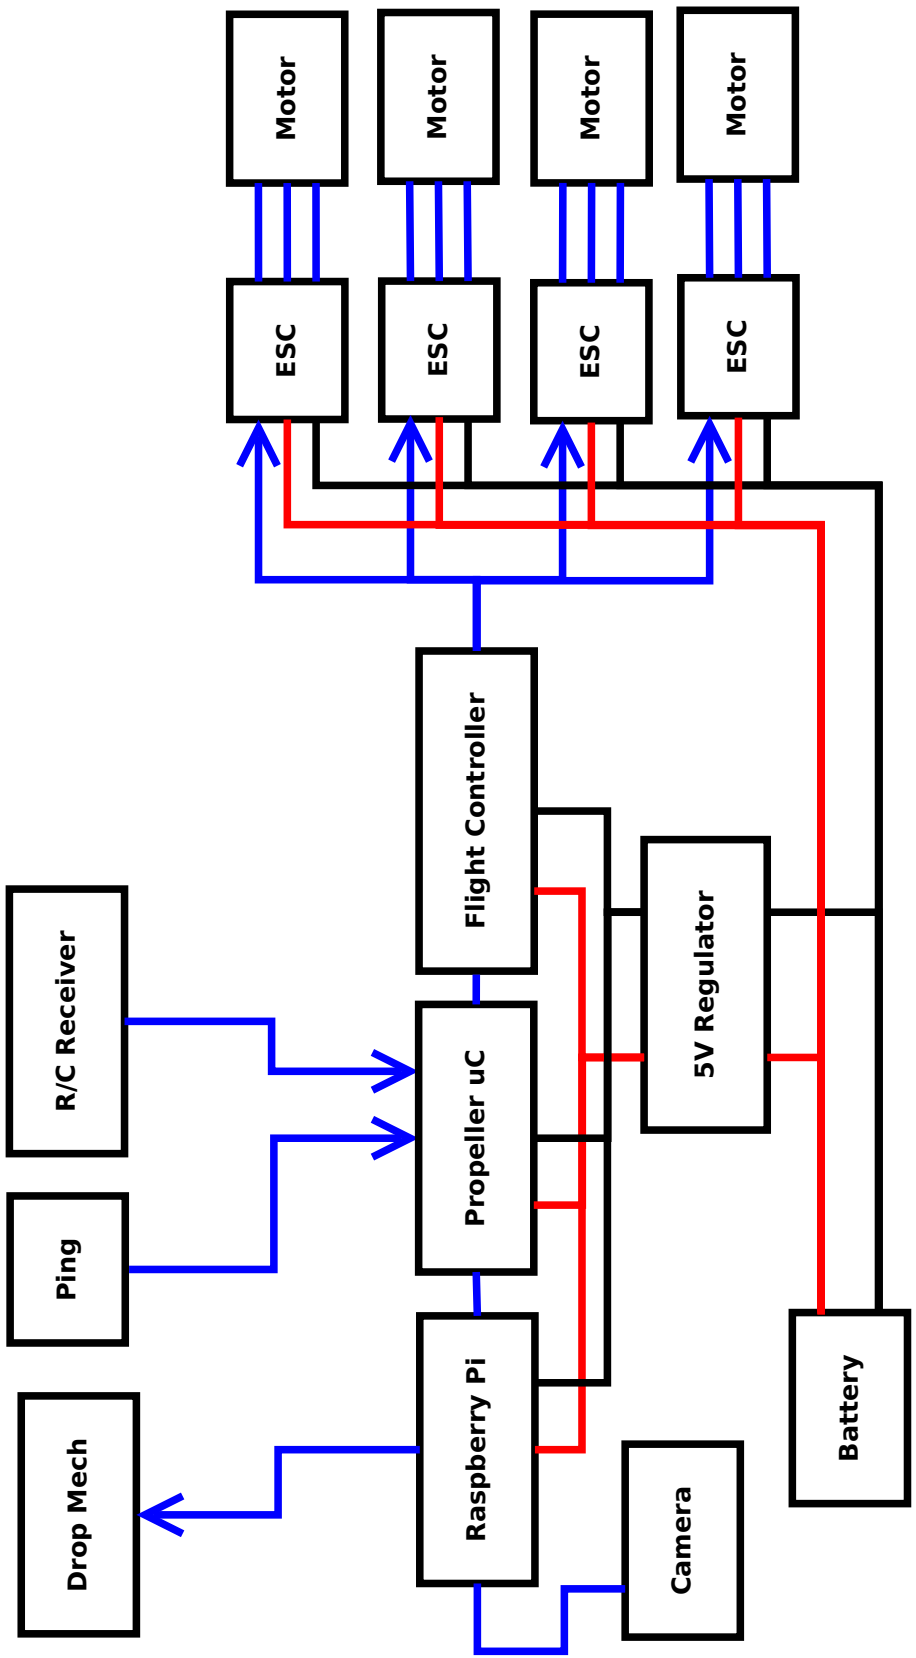 Motor
Motor
Motor
Motor
ESC
ESC
ESC
ESC
Flight Controller
R/C Receiver
5V Regulator
Propeller uC
Ping
Raspberry Pi
Battery
Drop Mech
Camera